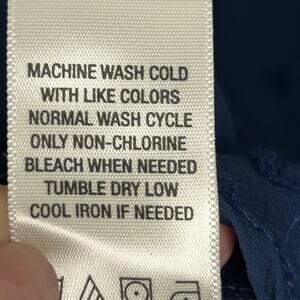 MACHINE WASH COLD
WITH LIKE COLORS
NORMAL WASH CYCLE
ONLY NON-CHLORINE
BLEACH WHEN NEEDED
TUMBLE DRY LOW
COOL IRON IF NEEDED